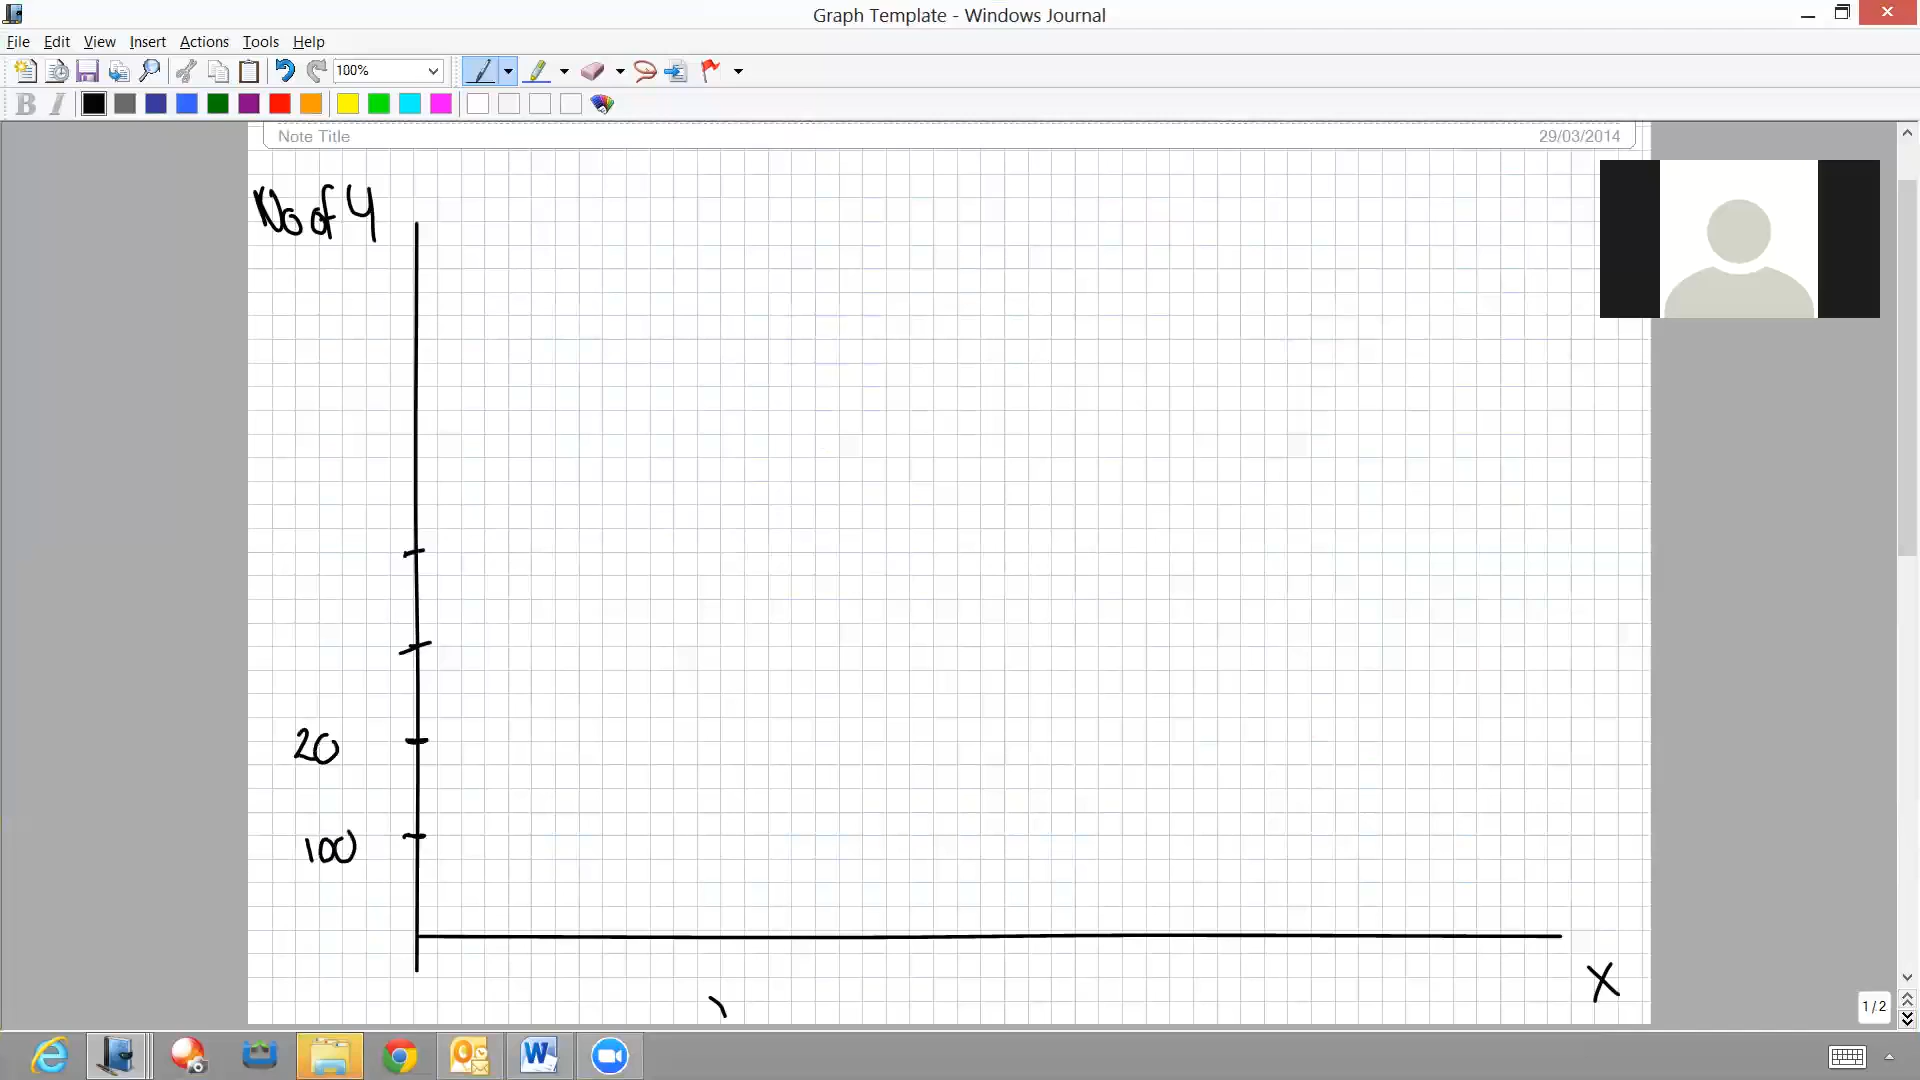 Graph Template - Windows Journal
File Edit View Insert Actions Tools Help
100%
B I
Note Title 29/03/2014
No of Y
20
100
X
1/2